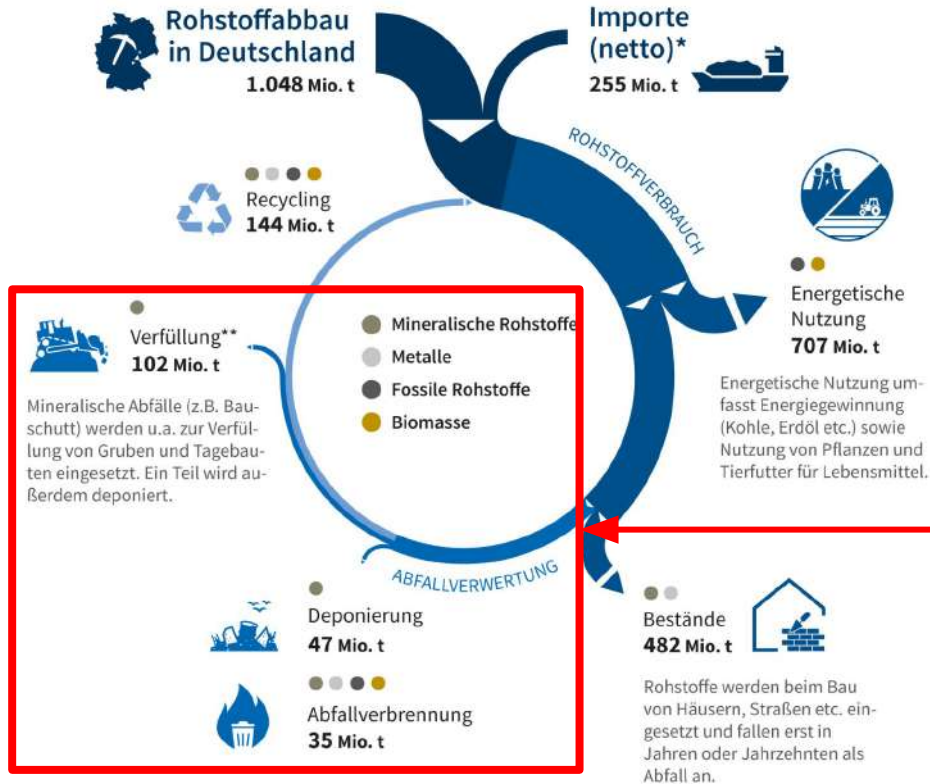 Rohstoffabbau
in Deutschland
1.048 Mio. t
Importe
(netto)*
255 Mio. t
ROHSTOFFVERBRAUCH
Recycling
144 Mio. t
Energetische
Nutzung
707 Mio. t
Energetische Nutzung um-
fasst Energiegewinnung
(Kohle, Erdöl etc.) sowie
Nutzung von Pflanzen und
Tierfutter für Lebensmittel.
Verfüllung**
102 Mio. t
Mineralische Abfälle (z.B. Bau-
schutt) werden u.a. zur Verfül-
lung von Gruben und Tagebau-
ten eingesetzt. Ein Teil wird au-
ßerdem deponiert.
Mineralische Rohstoffe
Metalle
Fossile Rohstoffe
Biomasse
ABFALLVERWERTUNG
Deponierung
47 Mio. t
Abfallverbrennung
35 Mio. t
Bestände
482 Mio. t
Rohstoffe werden beim Bau
von Häusern, Straßen etc. ein-
gesetzt und fallen erst in
Jahren oder Jahrzehnten als
Abfall an.